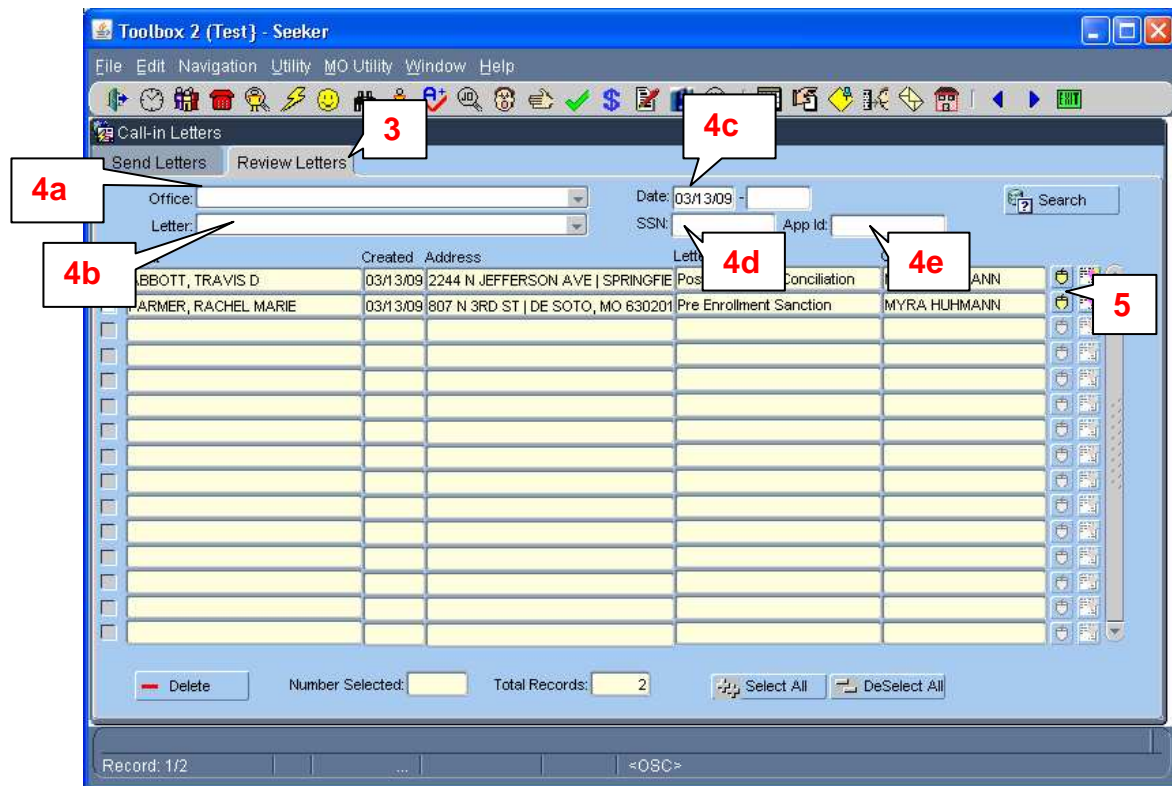 Toolbox 2 (Test} - Seeker
File Edit Navigation Utility MO Utility Window Help
EXIT
Call-in Letters
3
4c
Send Letters Review Letters
4a
Office: Date: 03/13/09 - Search
Letter: SSN: App Id:
4b
4d
4e
Created Address
ABBOTT, TRAVIS D 03/13/09 2244 N JEFFERSON AVE | SPRINGFIE Conciliation
5
PARMER, RACHEL MARIE 03/13/09 807 N 3RD ST | DE SOTO, MO 630201 Pre Enrollment Sanction MYRA HUHMANN
Delete Number Selected: Total Records: 2 Select All DeSelect All
Record: 1/2 ... <OSC>